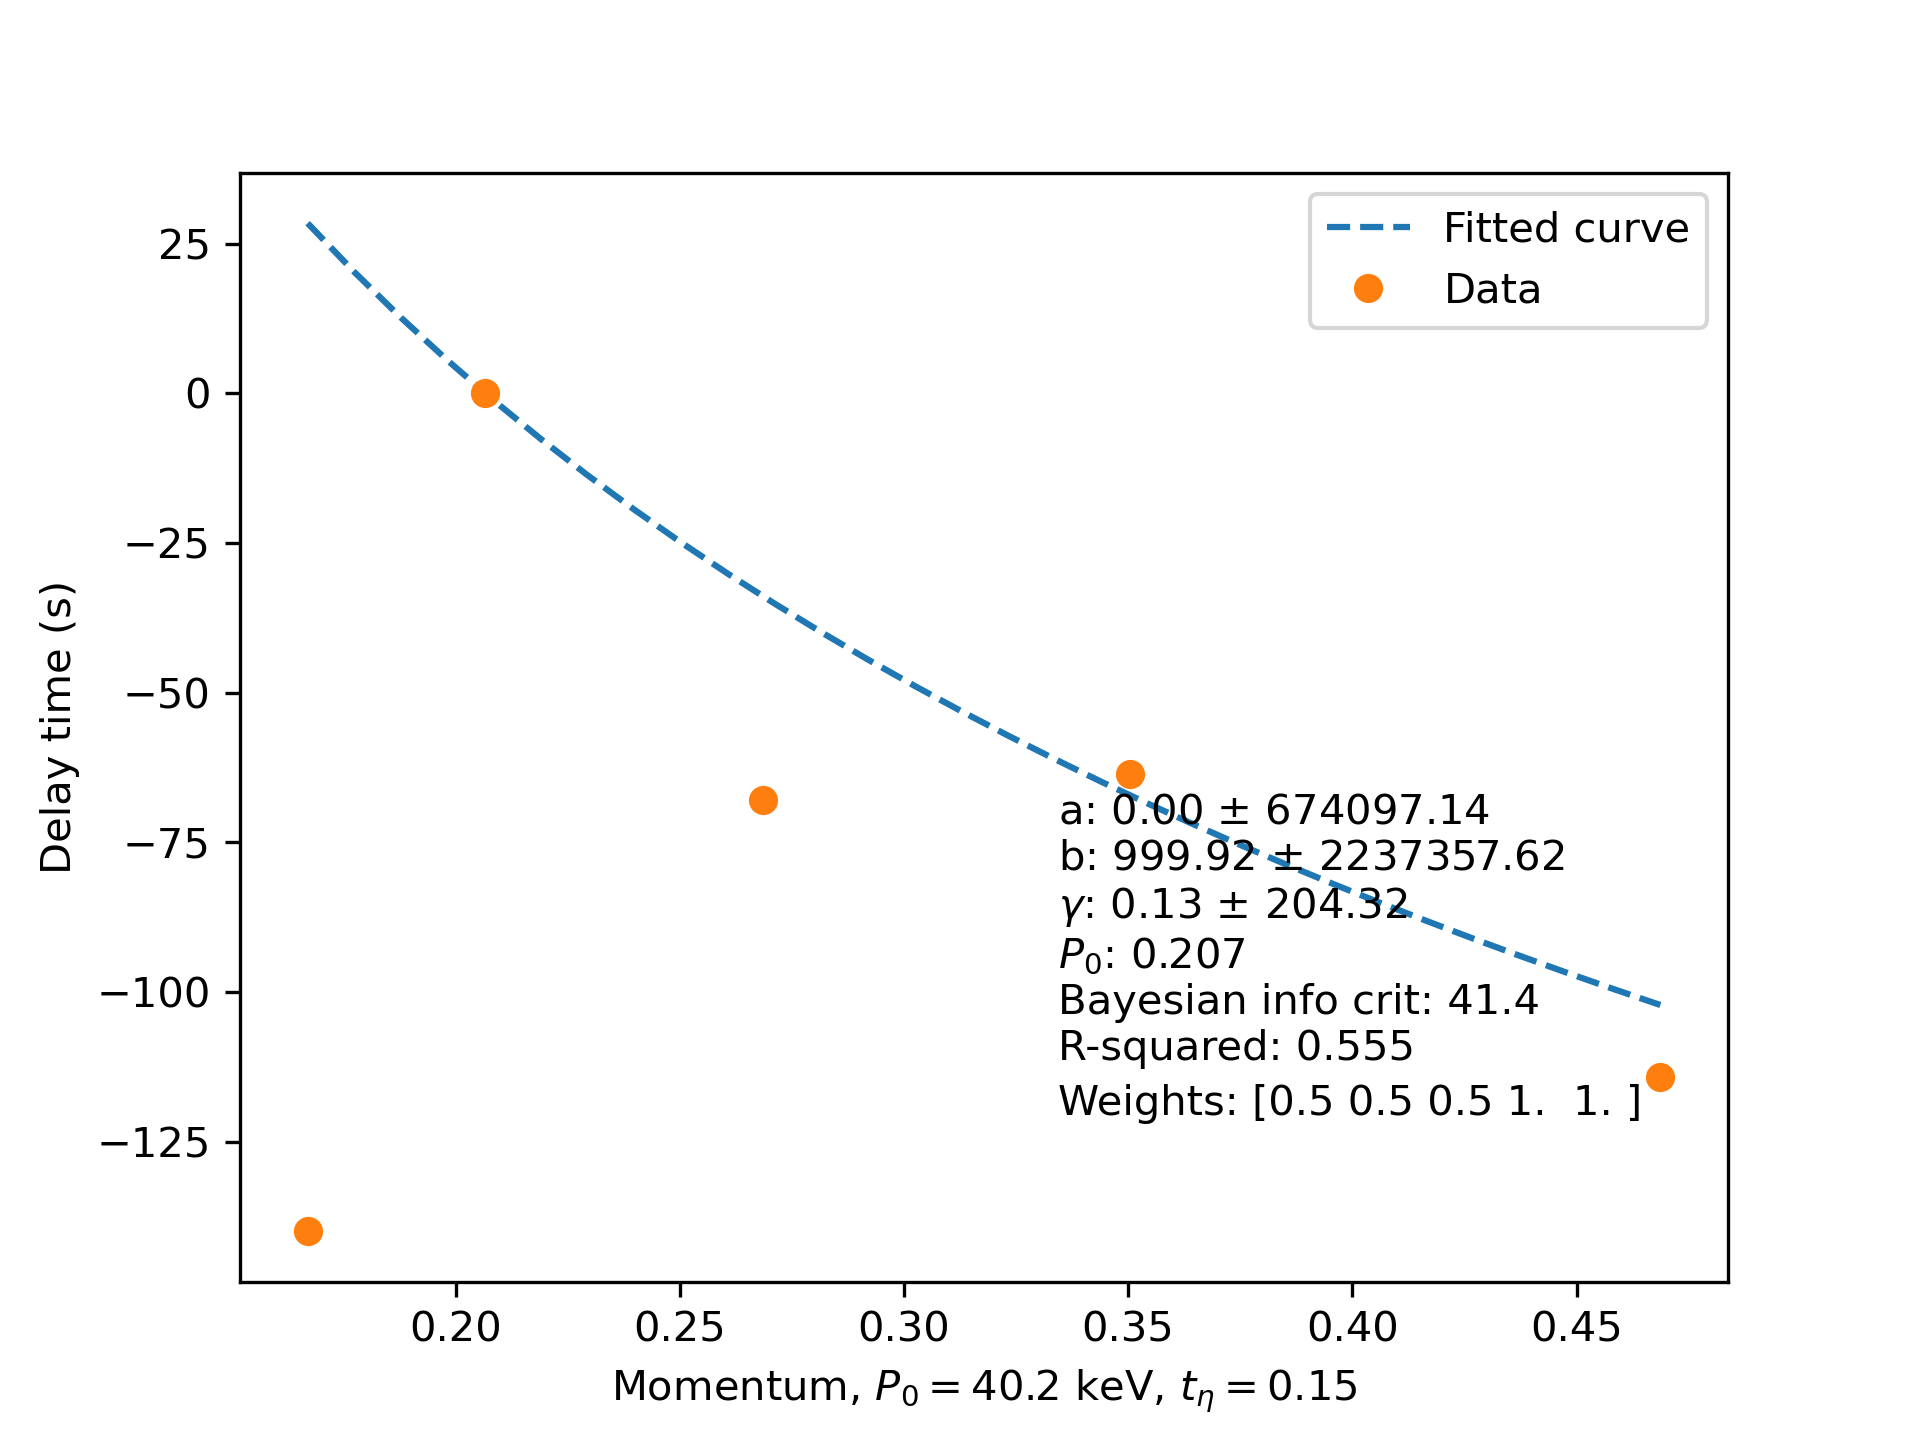 Fitted curve
Data
25
0
−25
−50
−75
−100
−125
Delay time (s)
a: 0.00 ± 674097.14
b: 999.92 ± 2237357.62
γ: 0.13 ± 204.32
P₀: 0.207
Bayesian info crit: 41.4
R-squared: 0.555
Weights: [0.5 0.5 0.5 1.  1. ]
0.20 0.25 0.30 0.35 0.40 0.45
Momentum, P₀ = 40.2 keV, t_η = 0.15